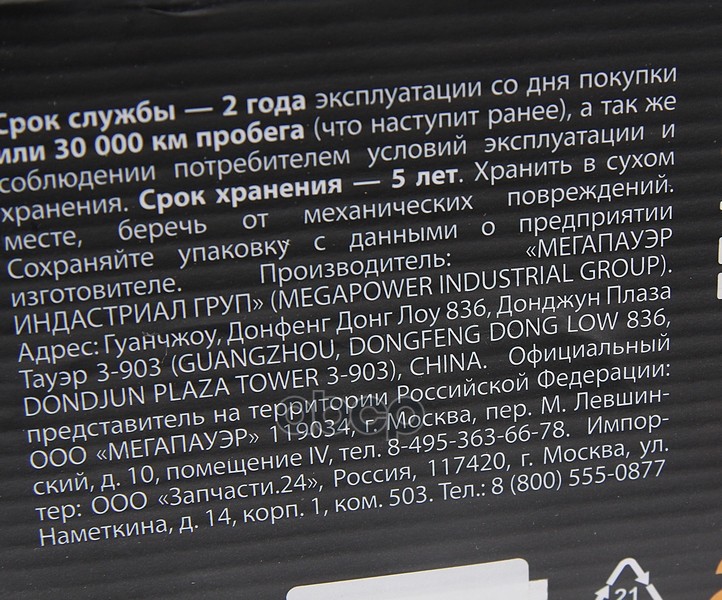 Срок службы — 2 года эксплуатации со дня покупки
или 30 000 км пробега (что наступит ранее), а так же
соблюдении потребителем условий эксплуатации и
хранения. Срок хранения — 5 лет. Хранить в сухом
месте, беречь от механических повреждений.
Сохраняйте упаковку с данными о предприятии
изготовителе. Производитель: «МЕГАПАУЭР
ИНДАСТРИАЛ ГРУП» (MEGAPOWER INDUSTRIAL GROUP).
Адрес: Гуанчжоу, Донфенг Донг Лоу 836, Донджун Плаза
Тауэр 3-903 (GUANGZHOU, DONGFENG DONG LOW 836,
DONDJUN PLAZA TOWER 3-903), CHINA. Официальный
представитель на территории Российской Федерации:
ООО «МЕГАПАУЭР» 119034, г. Москва, пер. М. Левшин-
ский, д. 10, помещение IV, тел. 8-495-363-66-78. Импор-
тер: ООО «Запчасти.24», Россия, 117420, г. Москва, ул.
Наметкина, д. 14, корп. 1, ком. 503. Тел.: 8 (800) 555-0877
21